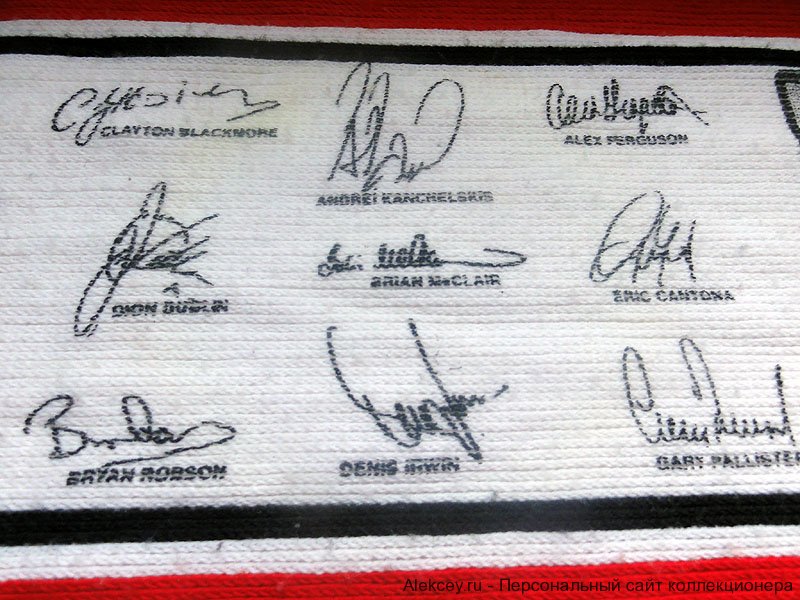 CLAYTON BLACKMORE
ANDREI KANCHELSKIS
ALEX FERGUSON
DION DUBLIN
BRIAN McCLAIR
ERIC CANTONA
BRYAN ROBSON
DENIS IRWIN
GARY PALLISTER
Alekcey.ru - Персональный сайт коллекционера